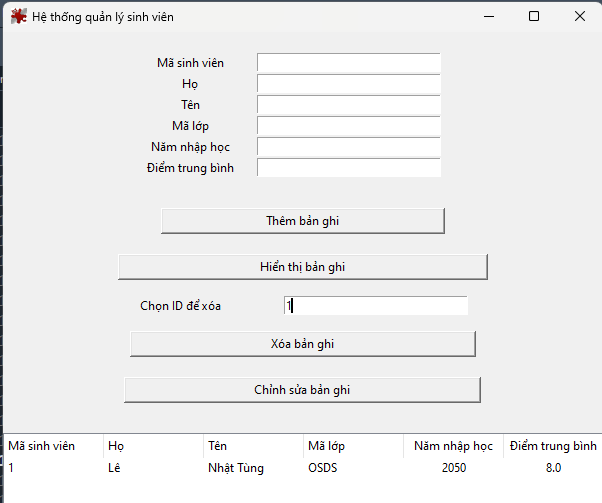 Hệ thống quản lý sinh viên
Mã sinh viên
Họ
Tên
Mã lớp
Năm nhập học
Điểm trung bình
Thêm bản ghi
Hiển thị bản ghi
Chọn ID để xóa 1
Xóa bản ghi
Chỉnh sửa bản ghi
Mã sinh viên Họ Tên Mã lớp Năm nhập học Điểm trung bình
1 Lê Nhật Tùng OSDS 2050 8.0